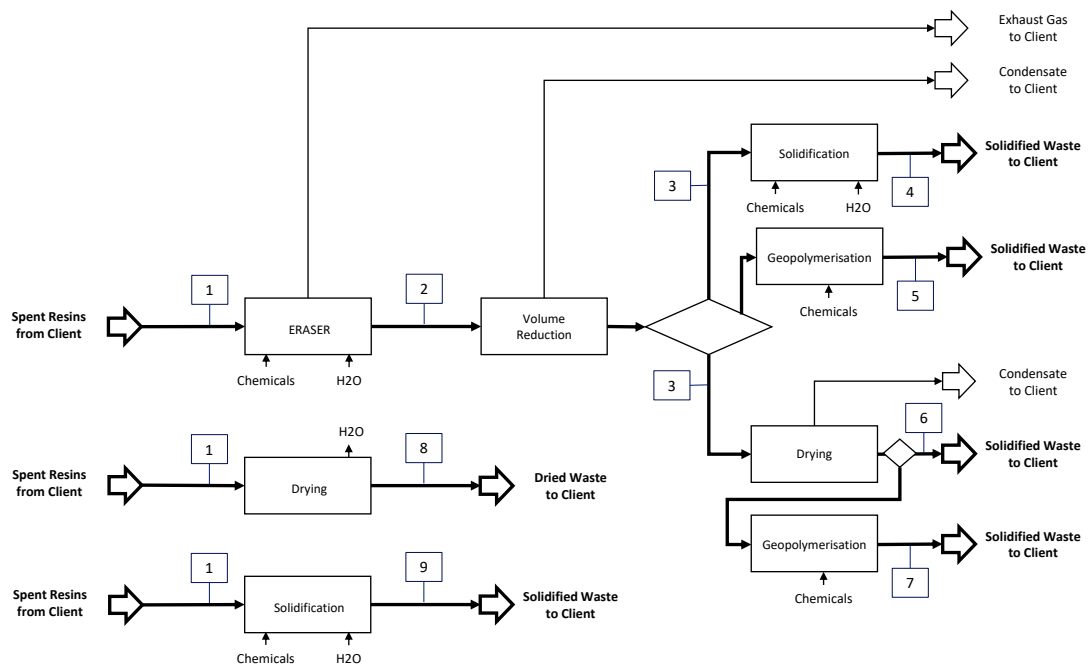 Exhaust Gas
to Client
Condensate
to Client
Solidification
Solidified Waste
to Client
3
4
Chemicals
H2O
Geopolymerisation
Solidified Waste
to Client
1
2
5
Chemicals
Spent Resins
from Client
ERASER
Volume
Reduction
Chemicals
H2O
3
Condensate
to Client
6
H2O
1
8
Drying
Solidified Waste
to Client
Spent Resins
from Client
Drying
Dried Waste
to Client
Geopolymerisation
Solidified Waste
to Client
1
9
7
Chemicals
Spent Resins
from Client
Solidification
Solidified Waste
to Client
Chemicals
H2O